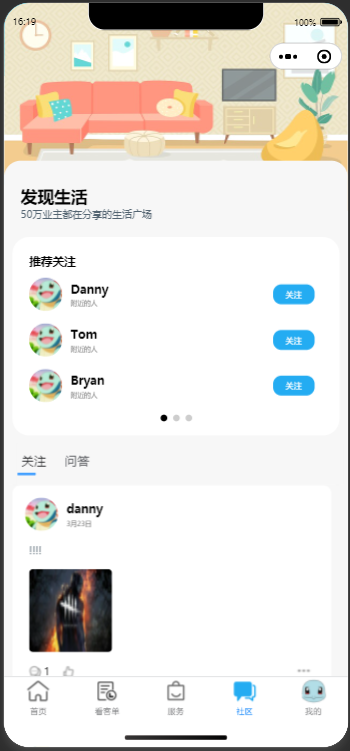 16:19
100%
发现生活
50万业主都在分享的生活广场
推荐关注
Danny
附近的人
关注
Tom
附近的人
关注
Bryan
附近的人
关注
关注 问答
danny
3月23日
!!!!
1
首页 看客单 服务 社区 我的